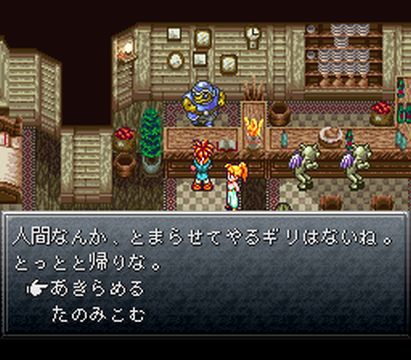 人間なんか、とまらせてやるギリはないね。
とっとと帰りな。
あきらめる
たのみこむ